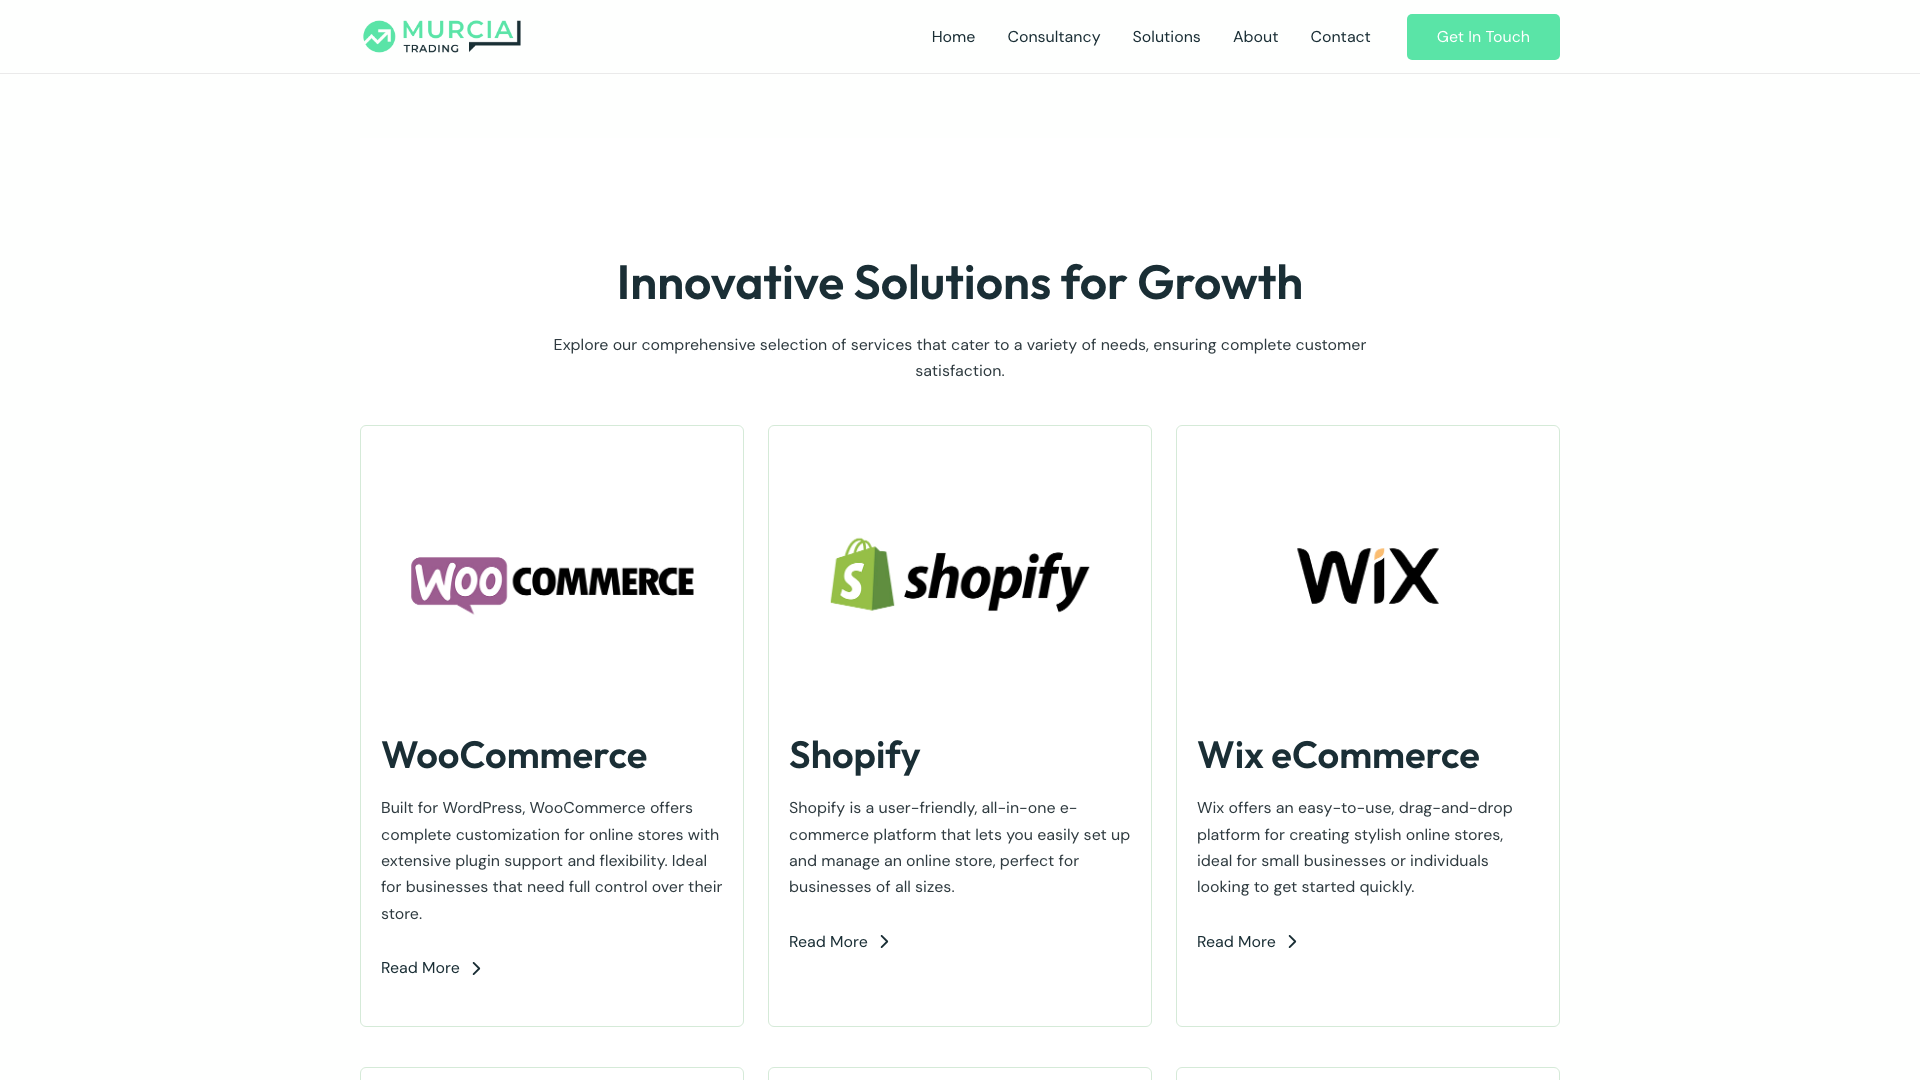 MURCIA
TRADING
Home
Consultancy
Solutions
About
Contact
Get In Touch
Innovative Solutions for Growth
Explore our comprehensive selection of services that cater to a variety of needs, ensuring complete customer
satisfaction.
WOO COMMERCE
WooCommerce
Built for WordPress, WooCommerce offers
complete customization for online stores with
extensive plugin support and flexibility. Ideal
for businesses that need full control over their
store.
Read More
S shopify
Shopify
Shopify is a user-friendly, all-in-one e-
commerce platform that lets you easily set up
and manage an online store, perfect for
businesses of all sizes.
Read More
WiX
Wix eCommerce
Wix offers an easy-to-use, drag-and-drop
platform for creating stylish online stores,
ideal for small businesses or individuals
looking to get started quickly.
Read More